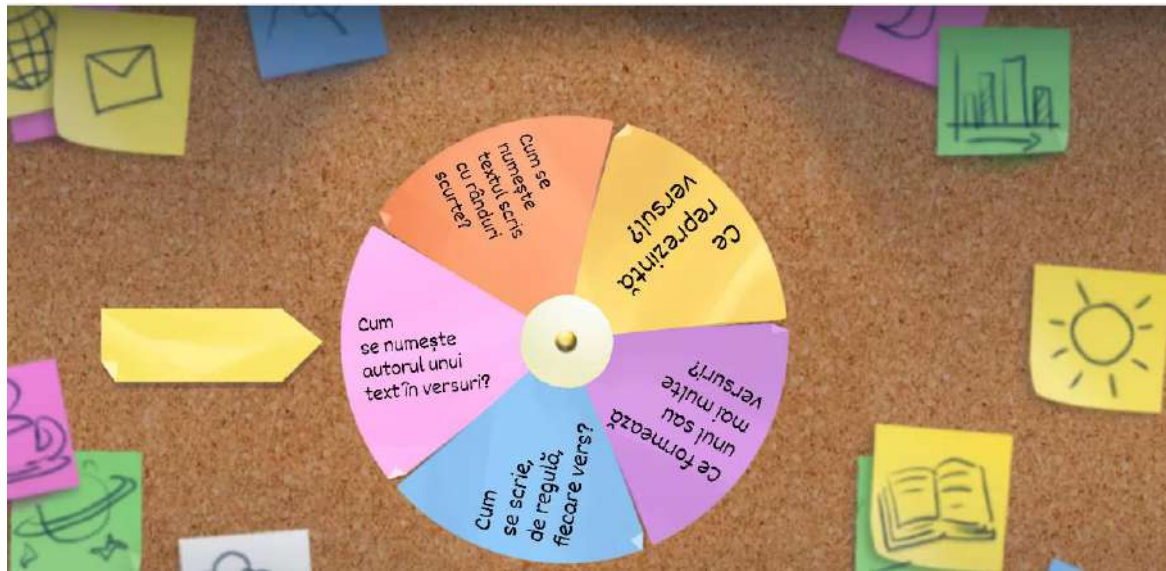 Cum se
numește
textul scris
cu rânduri
scurte?
Ce
reprezintă
versul?
Cum
se numește
autorul unui
text în versuri?
Ce formează
unul sau
mai multe
versuri?
Cum
se scrie,
de regulă,
fiecare vers?